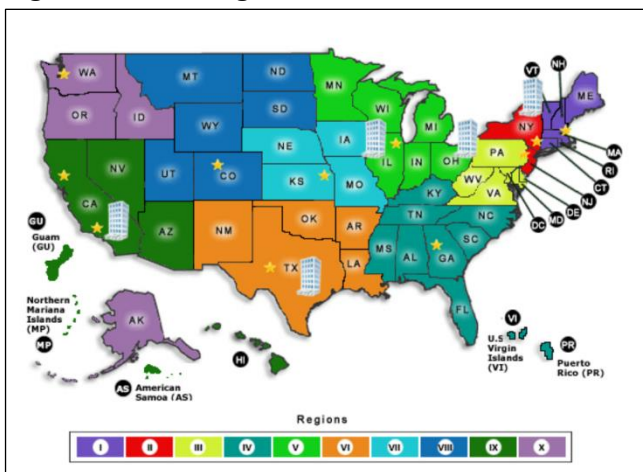 WA
OR
ID
MT
ND
SD
WY
UT
CO
NE
KS
IA
MO
MN
WI
MI
IL
IN
OH
CA
NV
AZ
NM
TX
OK
AR
LA
KY
TN
MS
AL
GA
NC
SC
FL
PA
WV
VA
NY
VT
NH
ME
MA
RI
CT
NJ
DE
MD
DC
GU
Guam (GU)
Northern
Mariana
Islands
(MP)
MP
AK
AS
American
Samoa (AS)
HI
VI
U.S
Virgin
Islands
(VI)
PR
Puerto
Rico (PR)
Regions
I II III IV V VI VII VIII IX X